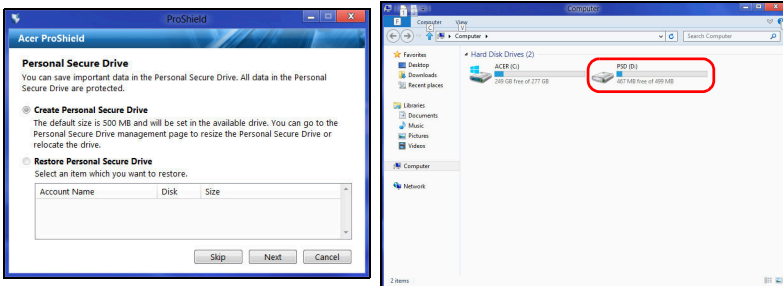 ProShield
Acer ProShield
Personal Secure Drive
You can save important data in the Personal Secure Drive. All data in the Personal
Secure Drive are protected.
Create Personal Secure Drive
The default size is 500 MB and will be set in the available drive. You can go to the
Personal Secure Drive management page to resize the Personal Secure Drive or
relocate the drive.
Restore Personal Secure Drive
Select an item which you want to restore.
Account Name Disk Size
Skip Next Cancel
Computer
F Computer View
C V
Computer Search Computer
Favorites
Desktop
Downloads
Recent places
Libraries
Documents
Music
Pictures
Videos
Computer
Network
Hard Disk Drives (2)
ACER (C:)
249 GB free of 277 GB
PSD (D:)
467 MB free of 499 MB
2 items